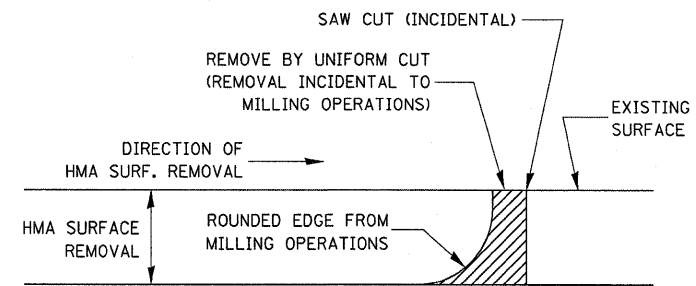 SAW CUT (INCIDENTAL)
REMOVE BY UNIFORM CUT
(REMOVAL INCIDENTAL TO
MILLING OPERATIONS)
EXISTING
SURFACE
DIRECTION OF
HMA SURF. REMOVAL
HMA SURFACE
REMOVAL
ROUNDED EDGE FROM
MILLING OPERATIONS